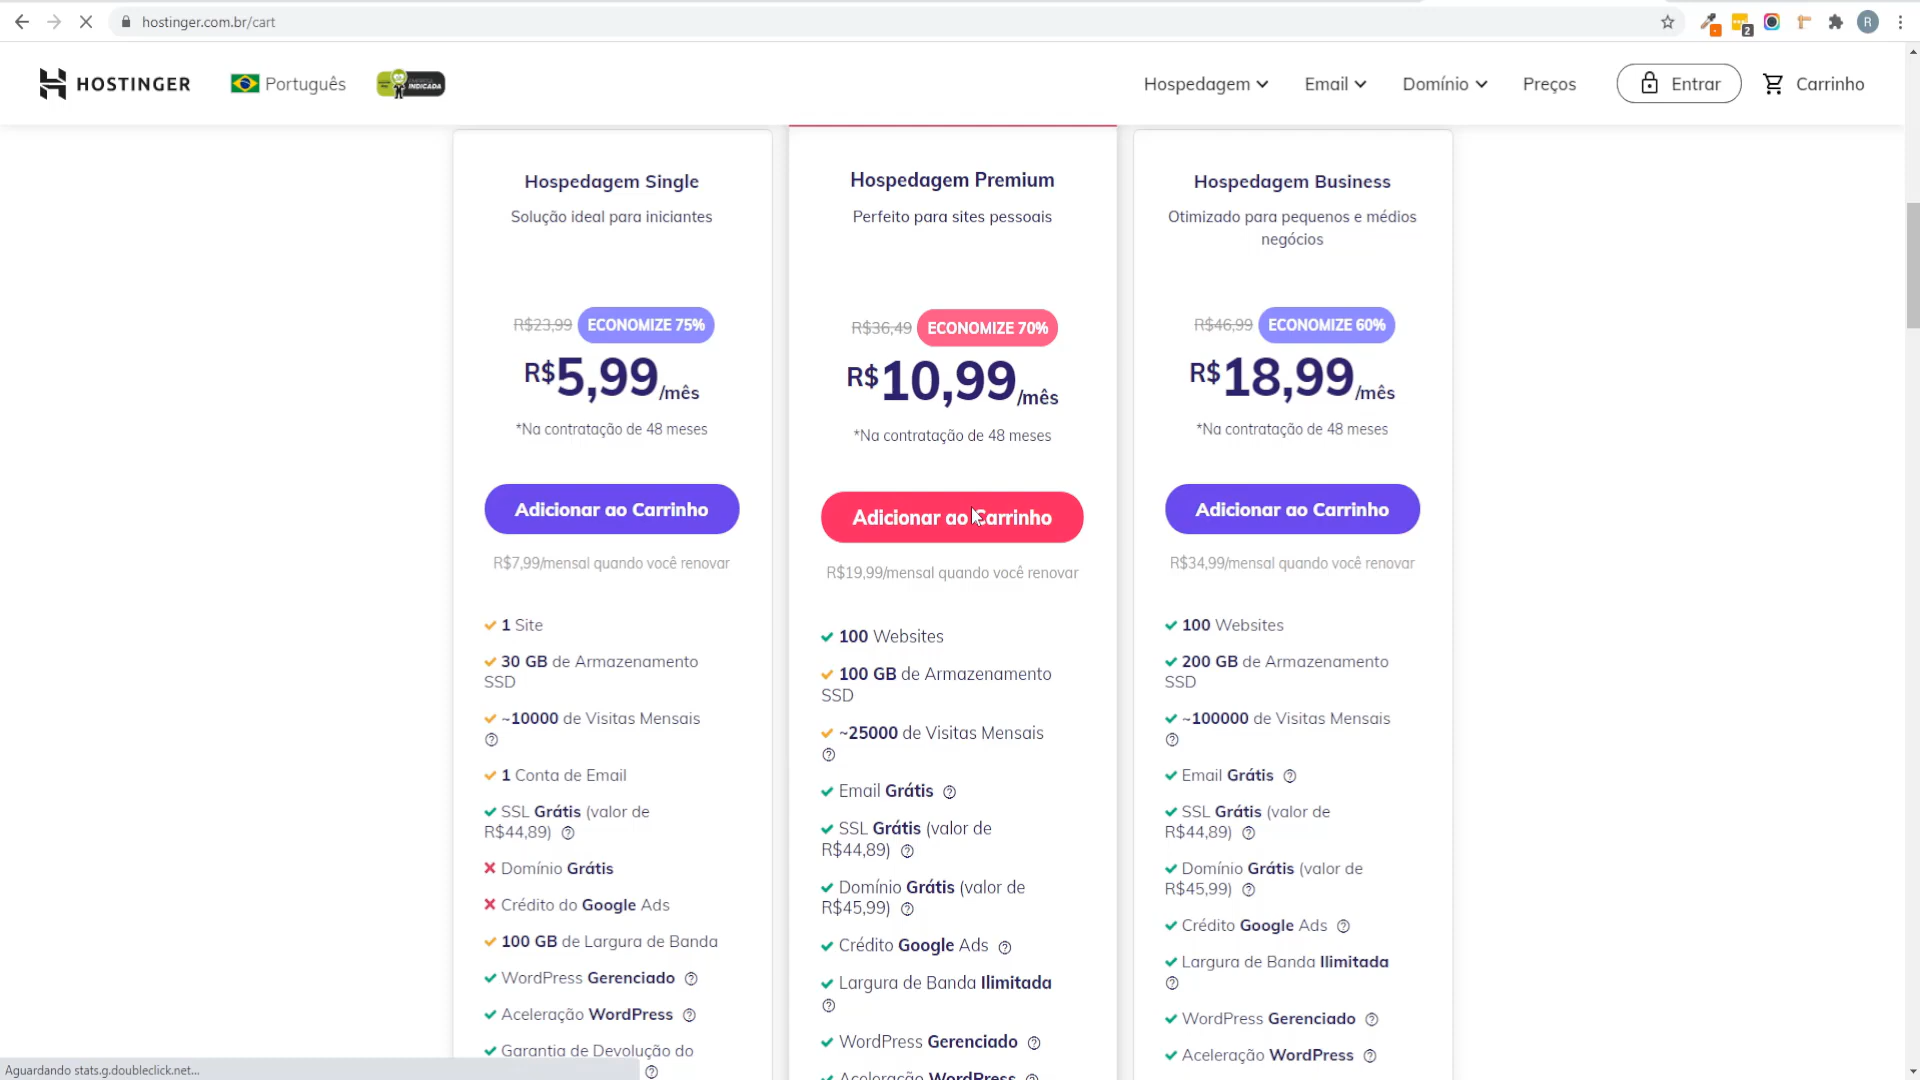 hostinger.com.br/cart
2
R
HOSTINGER
Português
INDICADA
Hospedagem
Email
Domínio
Preços
Entrar
Carrinho
Hospedagem Single
Solução ideal para iniciantes
R$23,99 ECONOMIZE 75%
R$5,99/mês
*Na contratação de 48 meses
Adicionar ao Carrinho
R$7,99/mensal quando você renovar
1 Site
30 GB de Armazenamento
SSD
~10000 de Visitas Mensais
1 Conta de Email
SSL Grátis (valor de
R$44,89)
Domínio Grátis
Crédito do Google Ads
100 GB de Largura de Banda
WordPress Gerenciado
Aceleração WordPress
Garantia de Devolução do
Hospedagem Premium
Perfeito para sites pessoais
R$36,49 ECONOMIZE 70%
R$10,99/mês
*Na contratação de 48 meses
Adicionar ao Carrinho
R$19,99/mensal quando você renovar
100 Websites
100 GB de Armazenamento
SSD
~25000 de Visitas Mensais
Email Grátis
SSL Grátis (valor de
R$44,89)
Domínio Grátis (valor de
R$45,99)
Crédito Google Ads
Largura de Banda Ilimitada
WordPress Gerenciado
Aceleração WordPress
Hospedagem Business
Otimizado para pequenos e médios
negócios
R$46,99 ECONOMIZE 60%
R$18,99/mês
*Na contratação de 48 meses
Adicionar ao Carrinho
R$34,99/mensal quando você renovar
100 Websites
200 GB de Armazenamento
SSD
~100000 de Visitas Mensais
Email Grátis
SSL Grátis (valor de
R$44,89)
Domínio Grátis (valor de
R$45,99)
Crédito Google Ads
Largura de Banda Ilimitada
WordPress Gerenciado
Aceleração WordPress
Aguardando stats.g.doubleclick.net...